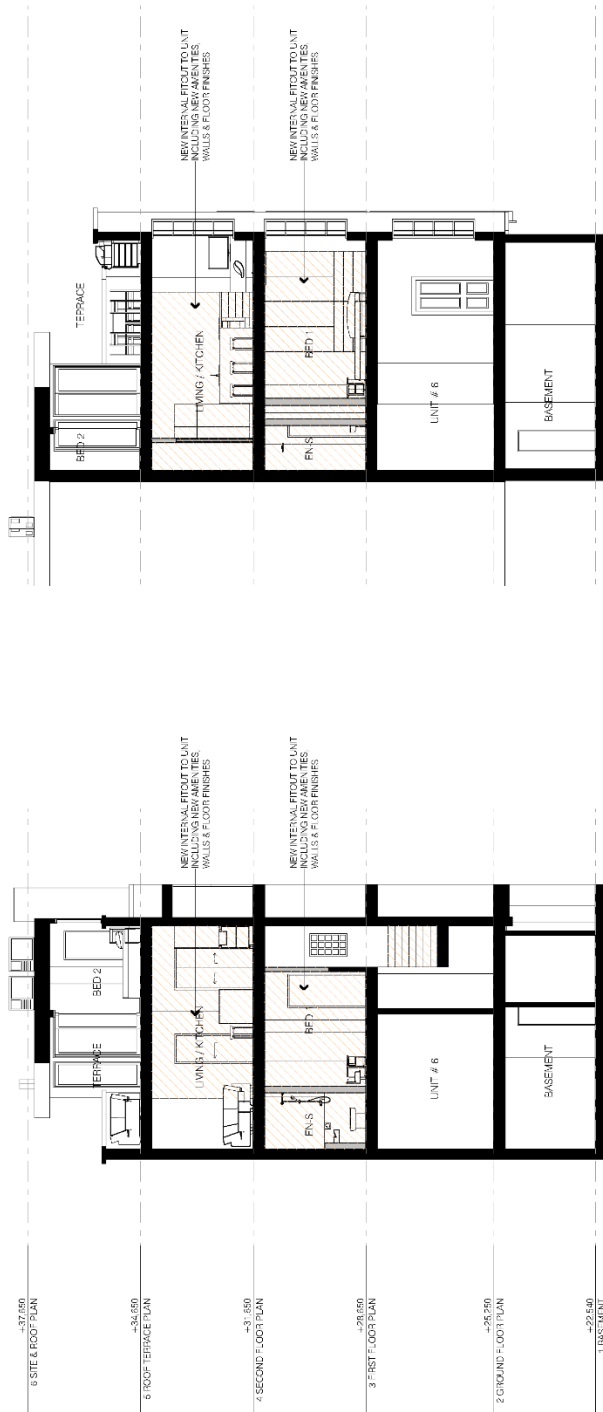 +37,650
6 SITE & ROOF PLAN
+34,650
5 ROOF TERRACE PLAN
+31,650
4 SECOND FLOOR PLAN
+28,650
3 FIRST FLOOR PLAN
+25,250
2 GROUND FLOOR PLAN
+22,540
1 BASEMENT
TERRACE
BED 2
LIVING / KITCHEN
EN-S
BED 1
UNIT # 6
BASEMENT
NEW INTERNAL FITOUT TO UNIT
INCLUDING NEW AMENITIES,
WALLS & FLOOR FINISHES
NEW INTERNAL FITOUT TO UNIT
INCLUDING NEW AMENITIES,
WALLS & FLOOR FINISHES
BED 2
TERRACE
LIVING / KITCHEN
EN-S
BED 1
UNIT # 6
BASEMENT
NEW INTERNAL FITOUT TO UNIT
INCLUDING NEW AMENITIES,
WALLS & FLOOR FINISHES
NEW INTERNAL FITOUT TO UNIT
INCLUDING NEW AMENITIES,
WALLS & FLOOR FINISHES